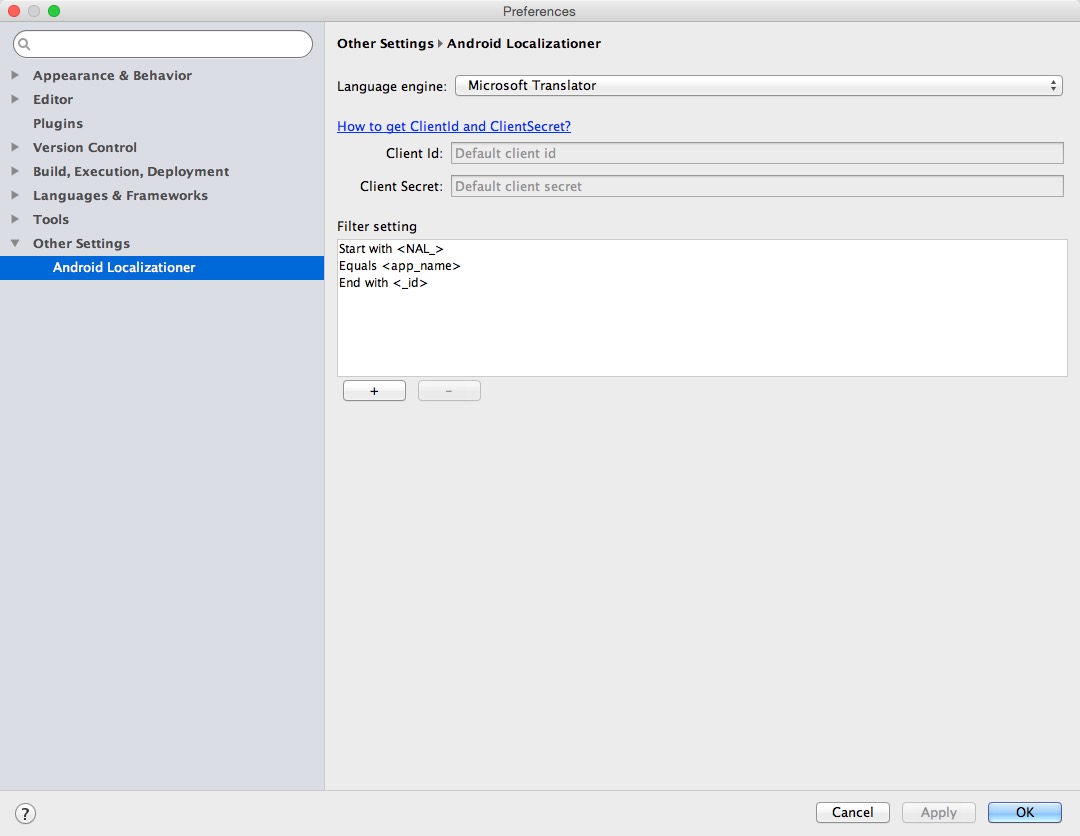 Preferences
Appearance & Behavior
Editor
Plugins
Version Control
Build, Execution, Deployment
Languages & Frameworks
Tools
Other Settings
Android Localizationer
Other Settings ▸ Android Localizationer
Language engine: Microsoft Translator
How to get ClientId and ClientSecret?
Client Id: Default client id
Client Secret: Default client secret
Filter setting
Start with <NAL_>
Equals <app_name>
End with <_id>
+ −
? Cancel Apply OK